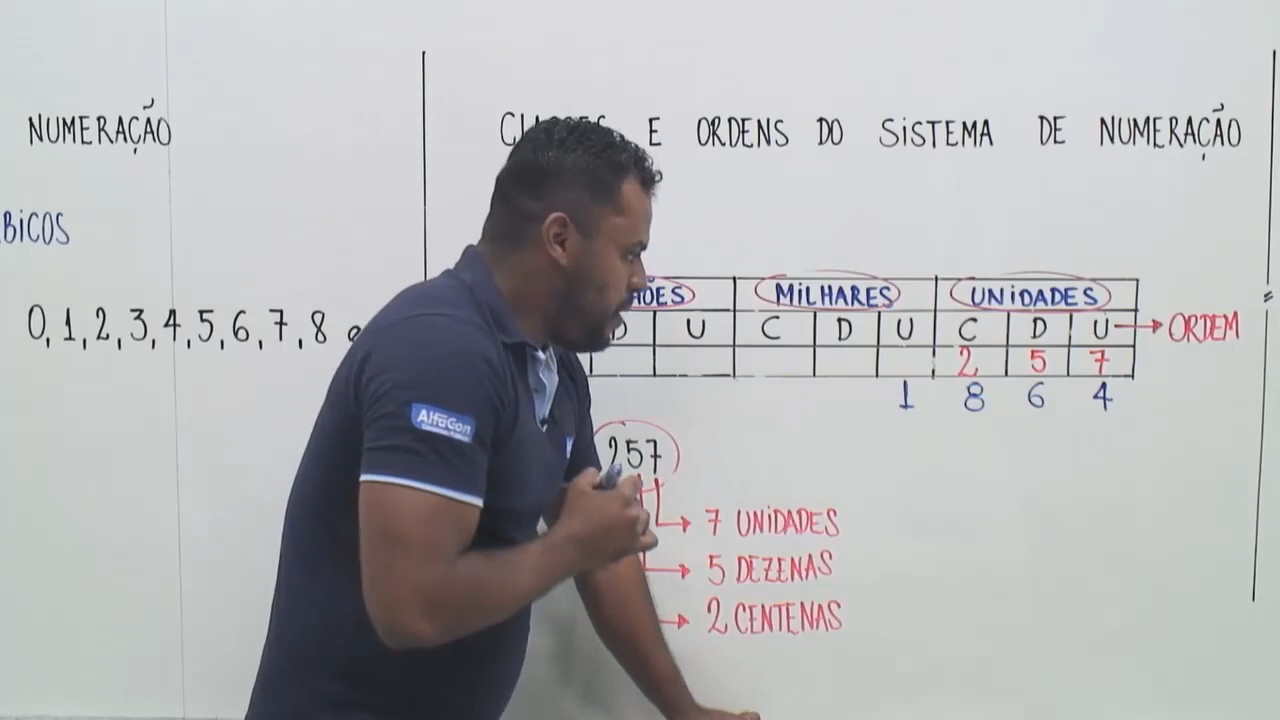 NUMERAÇÃO
E ORDENS DO SISTEMA DE NUMERAÇÃO
BICOS
MILHARES UNIDADES
0, 1, 2, 3, 4, 5, 6, 7, 8 e
D U C D U C D U → ORDEM
2 5 7
1 8 6 4
AlfaCon
257
7 UNIDADES
5 DEZENAS
2 CENTENAS